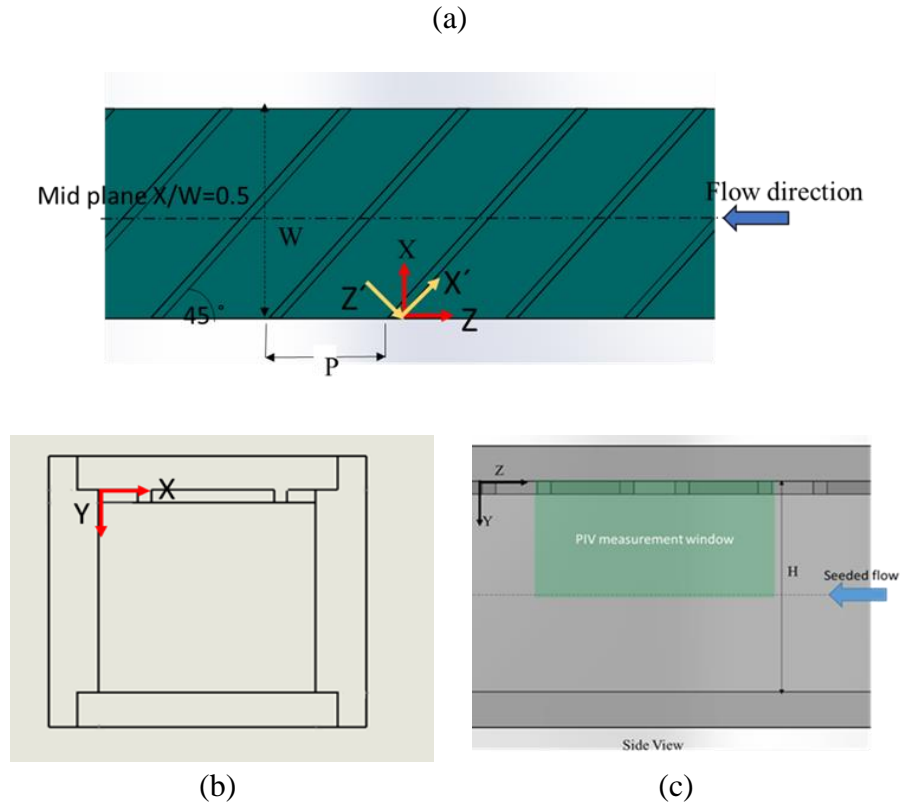 (a)
Mid plane X/W=0.5
Flow direction
W
X
Z´
X´
Z
45°
P
X
Y
Z
Y
PIV measurement window
H
Seeded flow
Side View
(b)
(c)